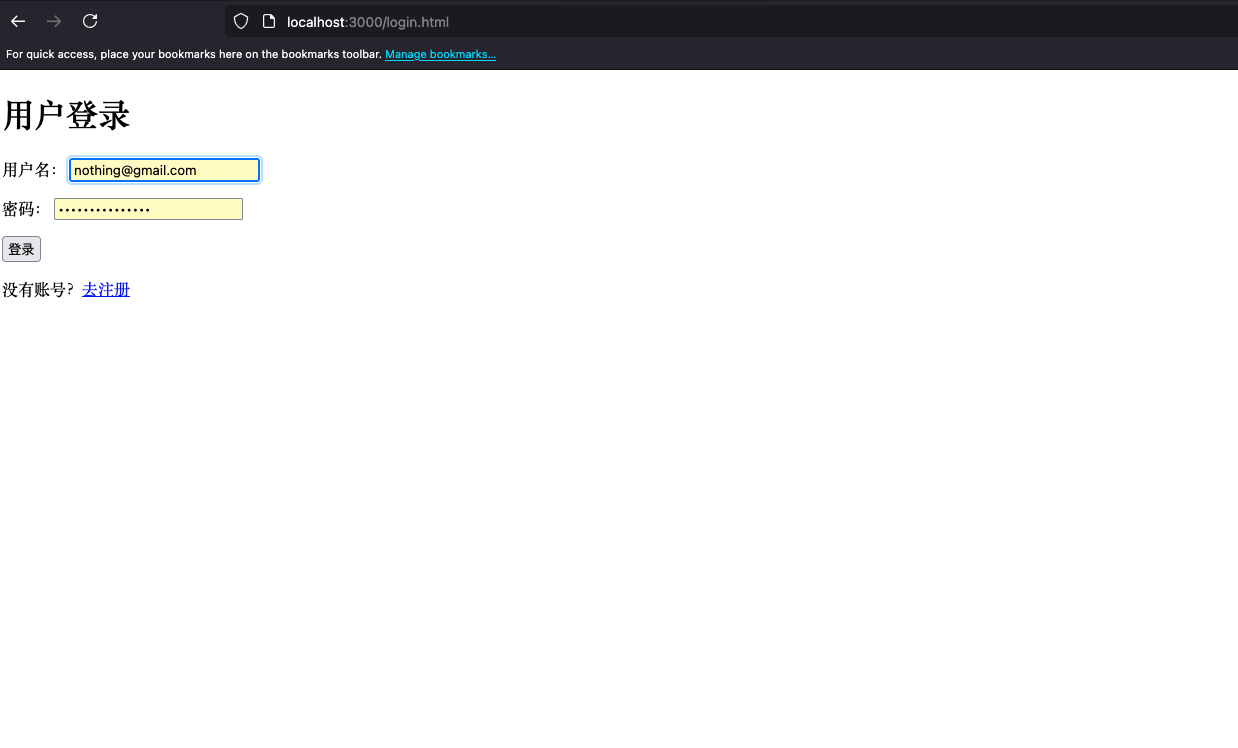 localhost:3000/login.html
For quick access, place your bookmarks here on the bookmarks toolbar. Manage bookmarks...
用户登录
用户名： nothing@gmail.com
密码： •••••••••••••••
登录
没有账号？ 去注册